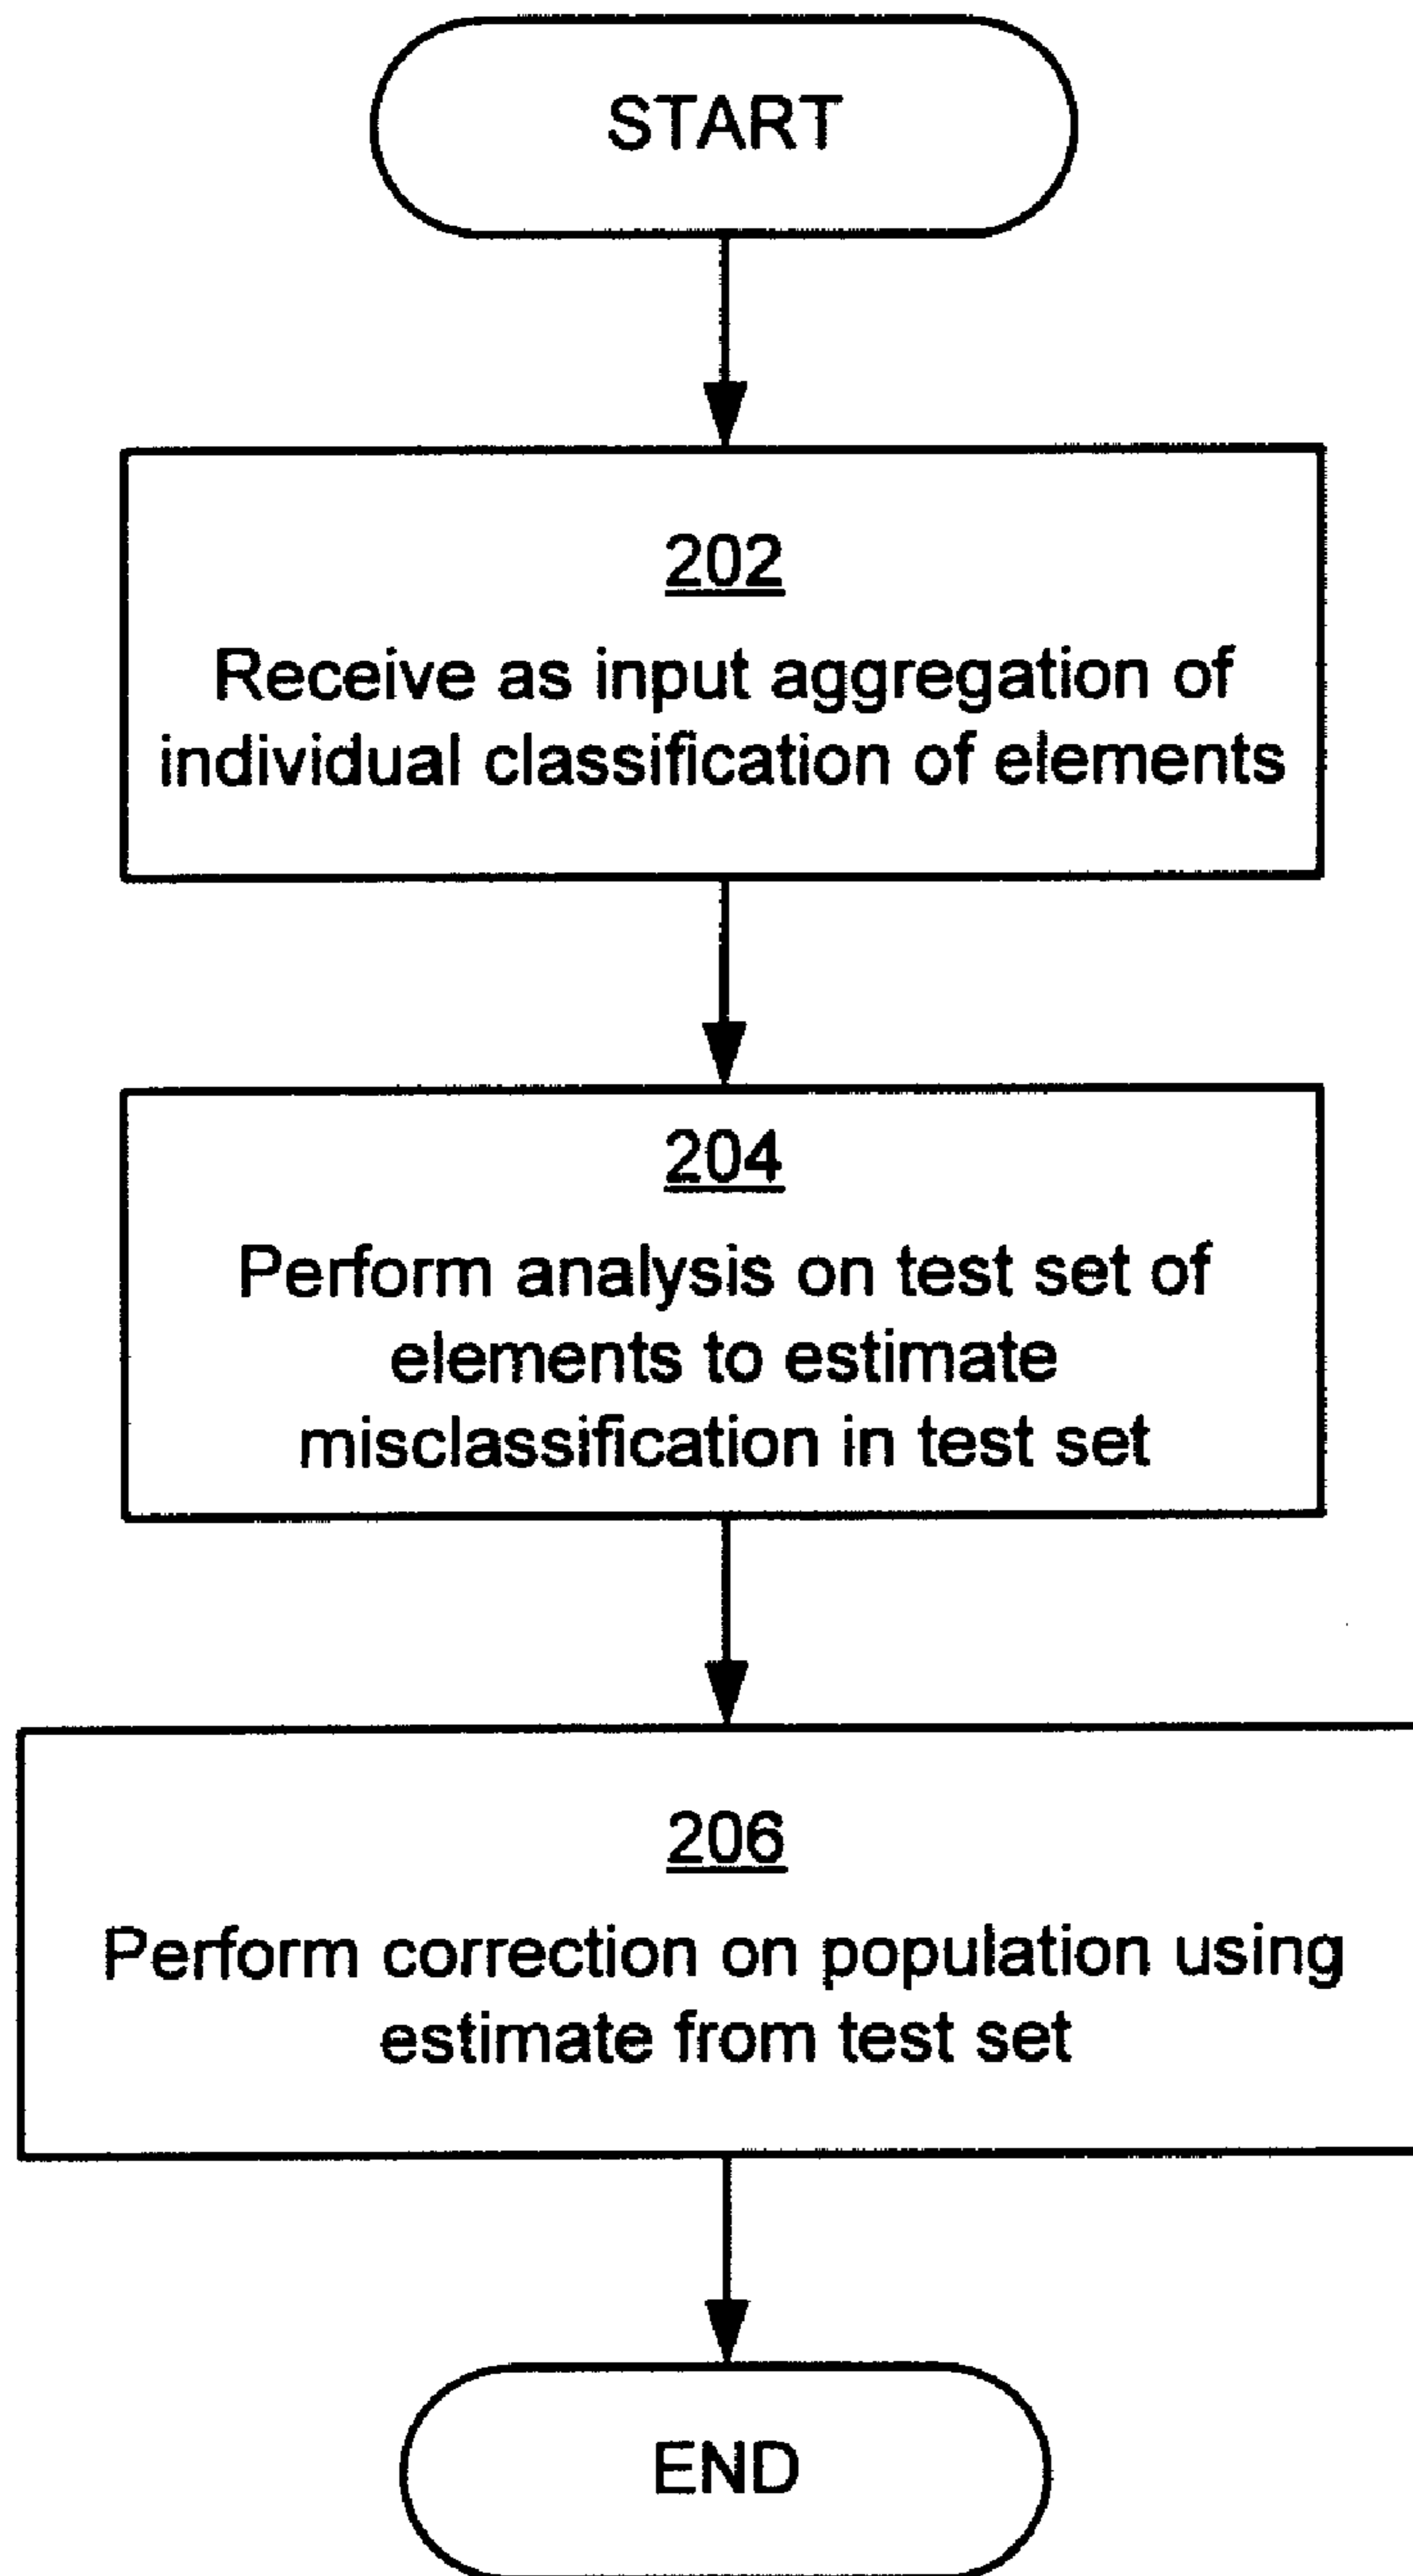 START
202
Receive as input aggregation of
individual classification of elements
204
Perform analysis on test set of
elements to estimate
misclassification in test set
206
Perform correction on population using
estimate from test set
END